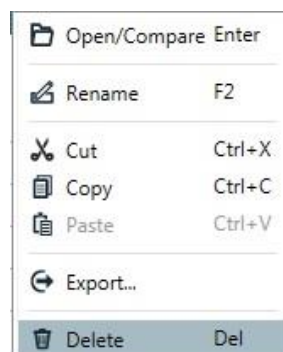 Open/Compare Enter
Rename F2
Cut Ctrl+X
Copy Ctrl+C
Paste Ctrl+V
Export...
Delete Del